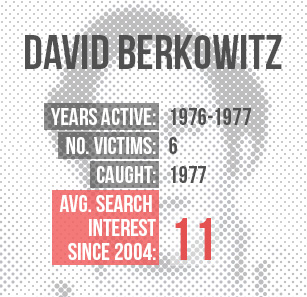 DAVID BERKOWITZ
YEARS ACTIVE: 1976-1977
NO. VICTIMS: 6
CAUGHT: 1977
AVG. SEARCH
INTEREST
SINCE 2004: 11